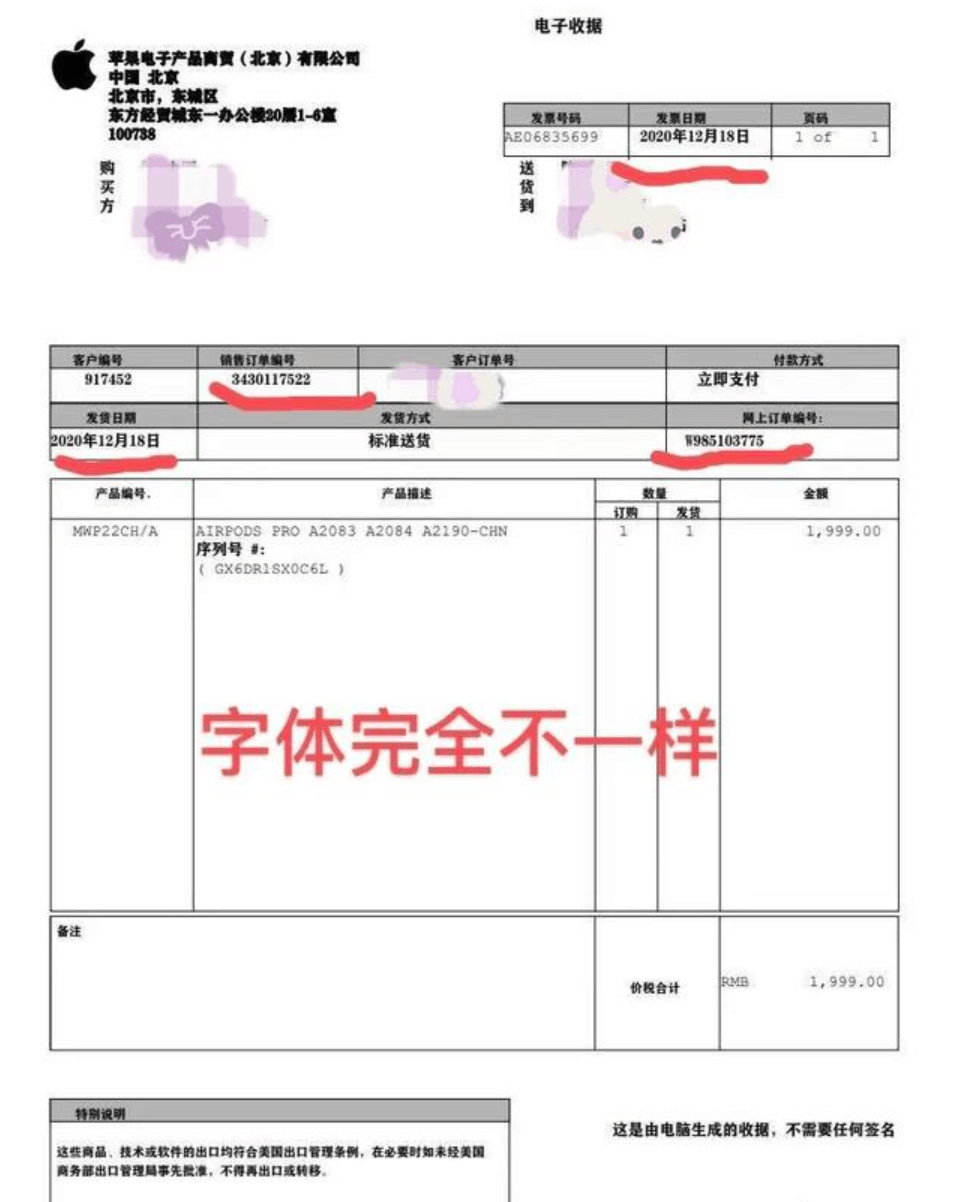 电子收据
苹果电子产品商贸（北京）有限公司
中国 北京
北京市，东城区
东方经贸城东一办公楼20层1-6室
100738
发票号码 发票日期 页码
AE06835699 2020年12月18日 1 of 1
购买方
送货到
客户编号 销售订单编号 客户订单号 付款方式
917452 3430117522 立即支付
发货日期 发货方式 网上订单编号:
2020年12月18日 标准送货 W985103775
产品编号. 产品描述 数量 金额
订购 发货
MWP22CH/A AIRPODS PRO A2083 A2084 A2190-CHN 1 1 1,999.00
序列号 #:
( GX6DR1SX0C6L )
字体完全不一样
备注
价税合计 RMB 1,999.00
特别说明
这是由电脑生成的收据，不需要任何签名
这些商品、技术或软件的出口均符合美国出口管理条例，在必要时如未经美国
商务部出口管理局事先批准，不得再出口或转移。